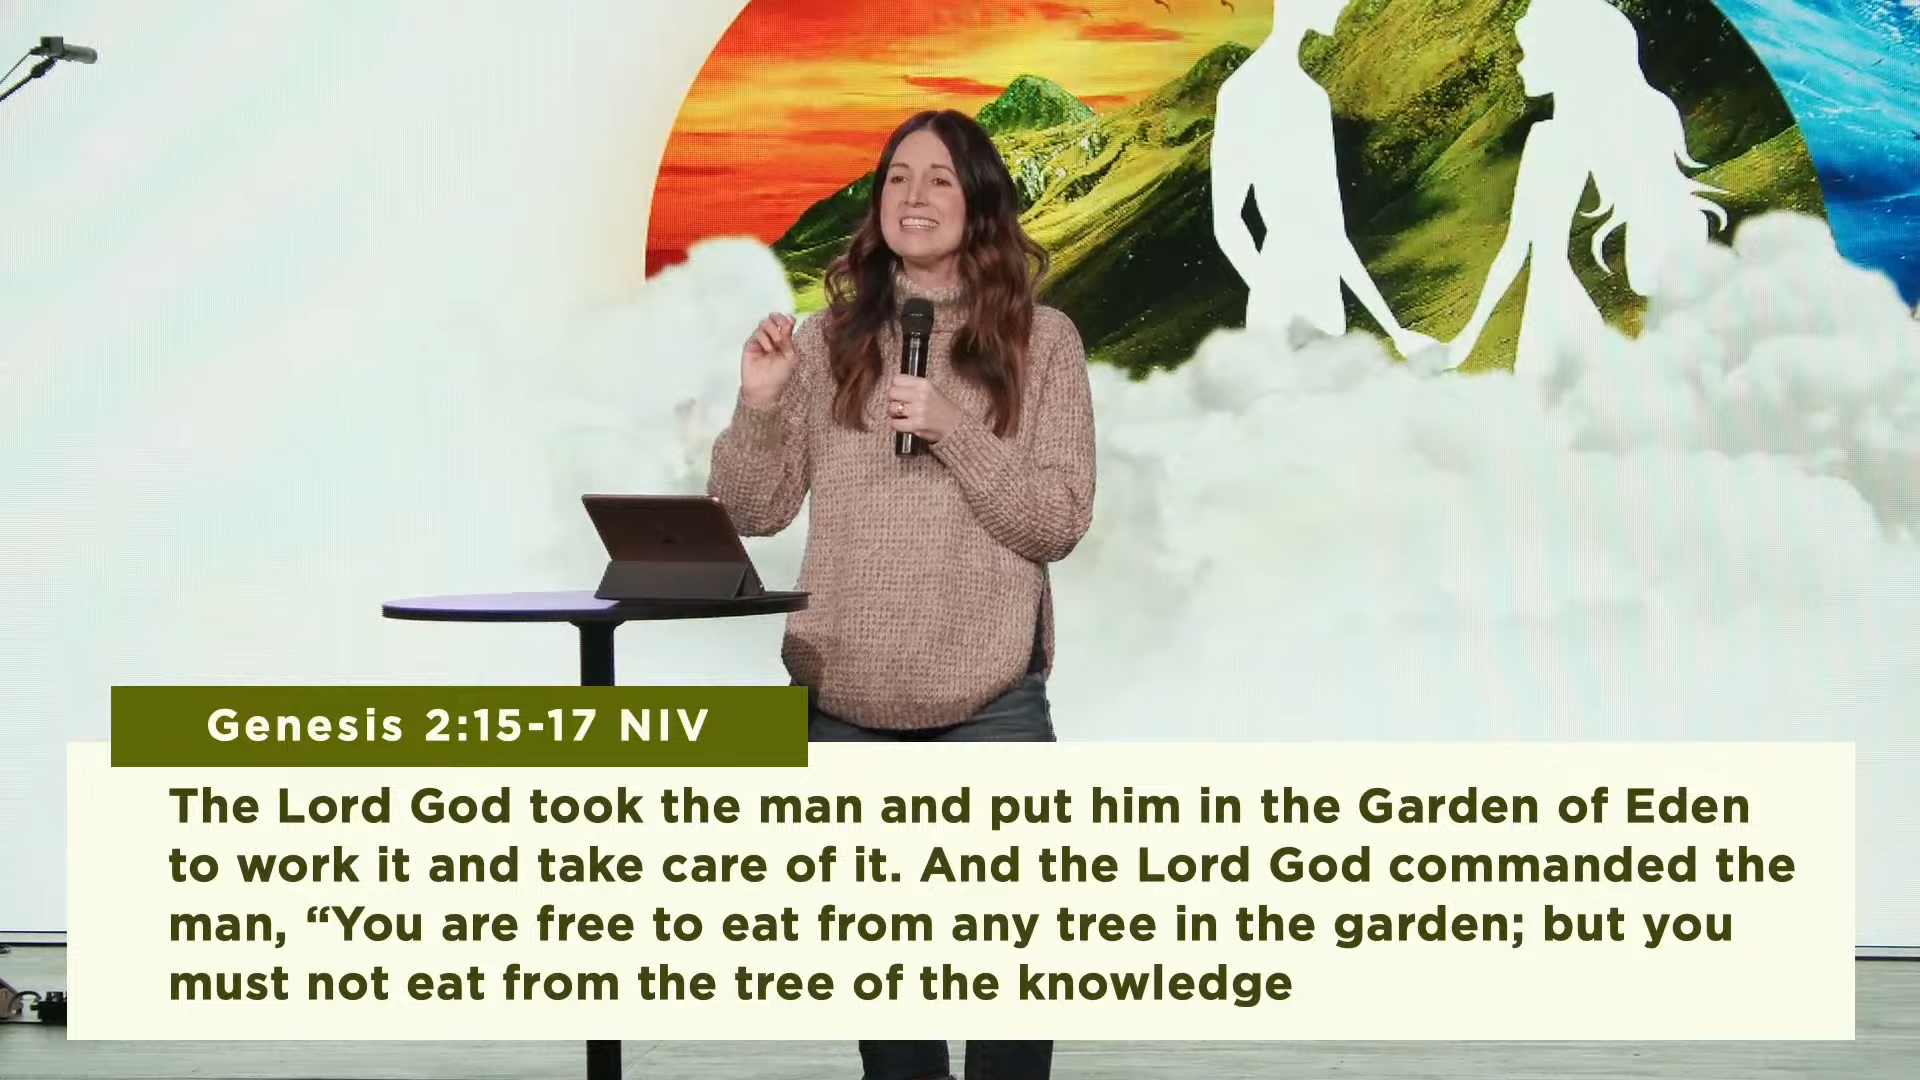 Genesis 2:15-17 NIV
The Lord God took the man and put him in the Garden of Eden
to work it and take care of it. And the Lord God commanded the
man, “You are free to eat from any tree in the garden; but you
must not eat from the tree of the knowledge